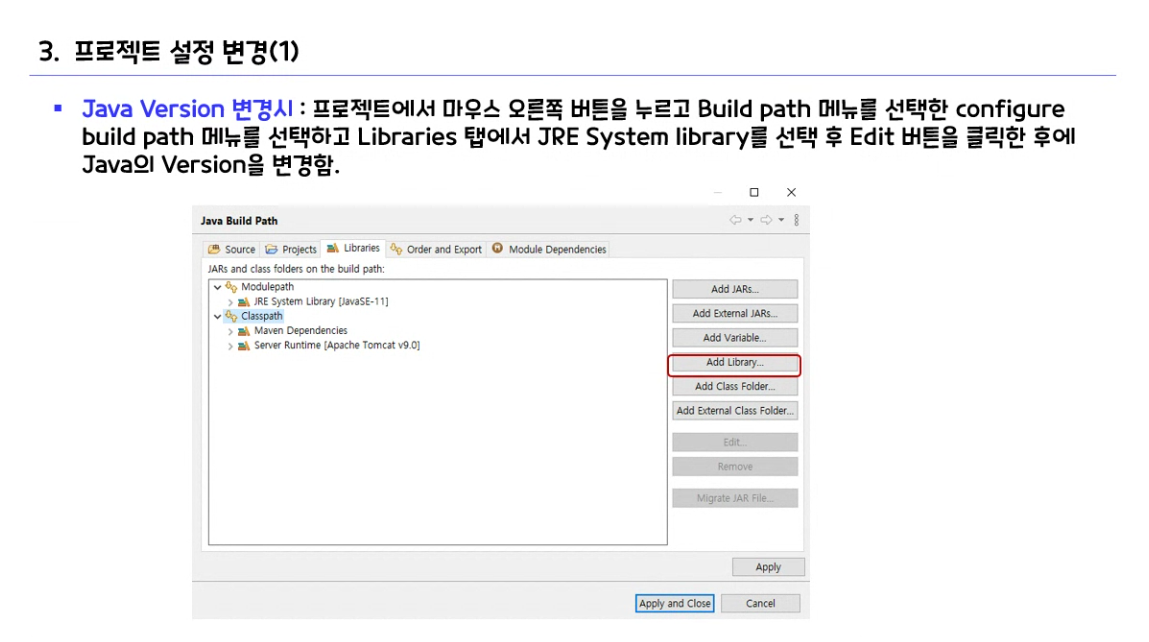 3. 프로젝트 설정 변경(1)
▪ Java Version 변경시 : 프로젝트에서 마우스 오른쪽 버튼을 누르고 Build path 메뉴를 선택한 configure
build path 메뉴를 선택하고 Libraries 탭에서 JRE System library를 선택 후 Edit 버튼을 클릭한 후에
Java의 Version을 변경함.
Java Build Path
Source Projects Libraries Order and Export Module Dependencies
JARs and class folders on the build path:
Modulepath
JRE System Library [JavaSE-11]
Classpath
Maven Dependencies
Server Runtime [Apache Tomcat v9.0]
Add JARs...
Add External JARs...
Add Variable...
Add Library...
Add Class Folder...
Add External Class Folder...
Edit...
Remove
Migrate JAR File...
Apply
Apply and Close Cancel